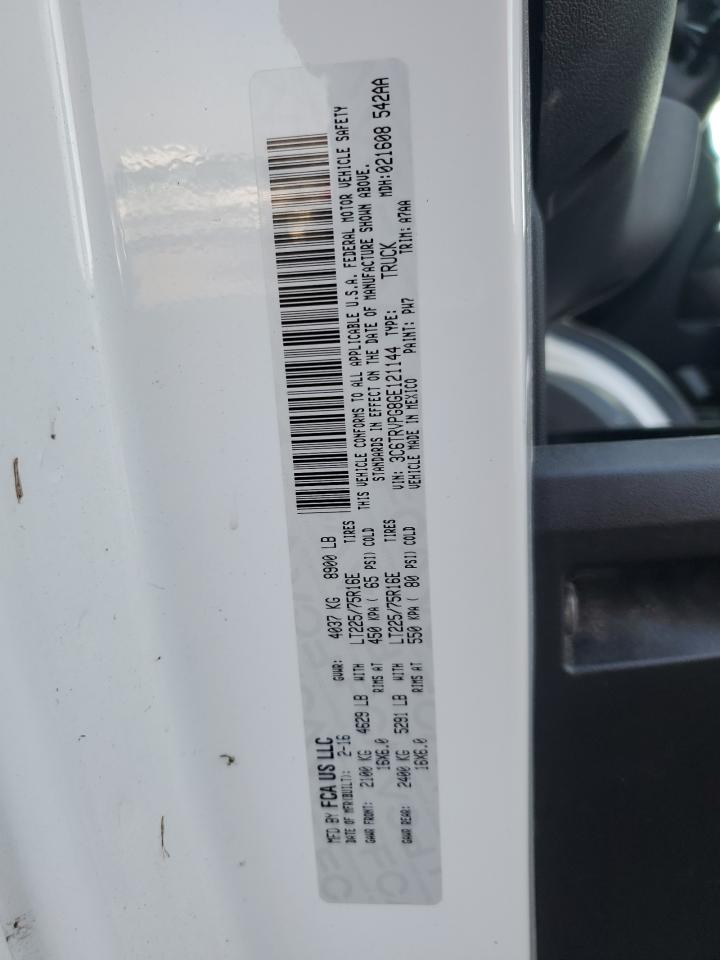 MFD BY FCA US LLC
DATE OF MFR(BUILT): 2-16 GVWR: 4037 KG 8900 LB
GAWR FRONT: 2100 KG 4629 LB WITH LT225/75R16E TIRES
16X6.0 RIMS AT 450 KPA ( 65 PSI) COLD
GAWR REAR: 2400 KG 5291 LB WITH LT225/75R16E TIRES
16X6.0 RIMS AT 550 KPA ( 80 PSI) COLD
THIS VEHICLE CONFORMS TO ALL APPLICABLE U.S.A. FEDERAL MOTOR VEHICLE SAFETY
STANDARDS IN EFFECT ON THE DATE OF MANUFACTURE SHOWN ABOVE.
VIN: 3C6TRVPG8GE121144 TYPE: TRUCK MDH:021608 542AA
VEHICLE MADE IN MEXICO PAINT: PW7 TRIM: A7AA